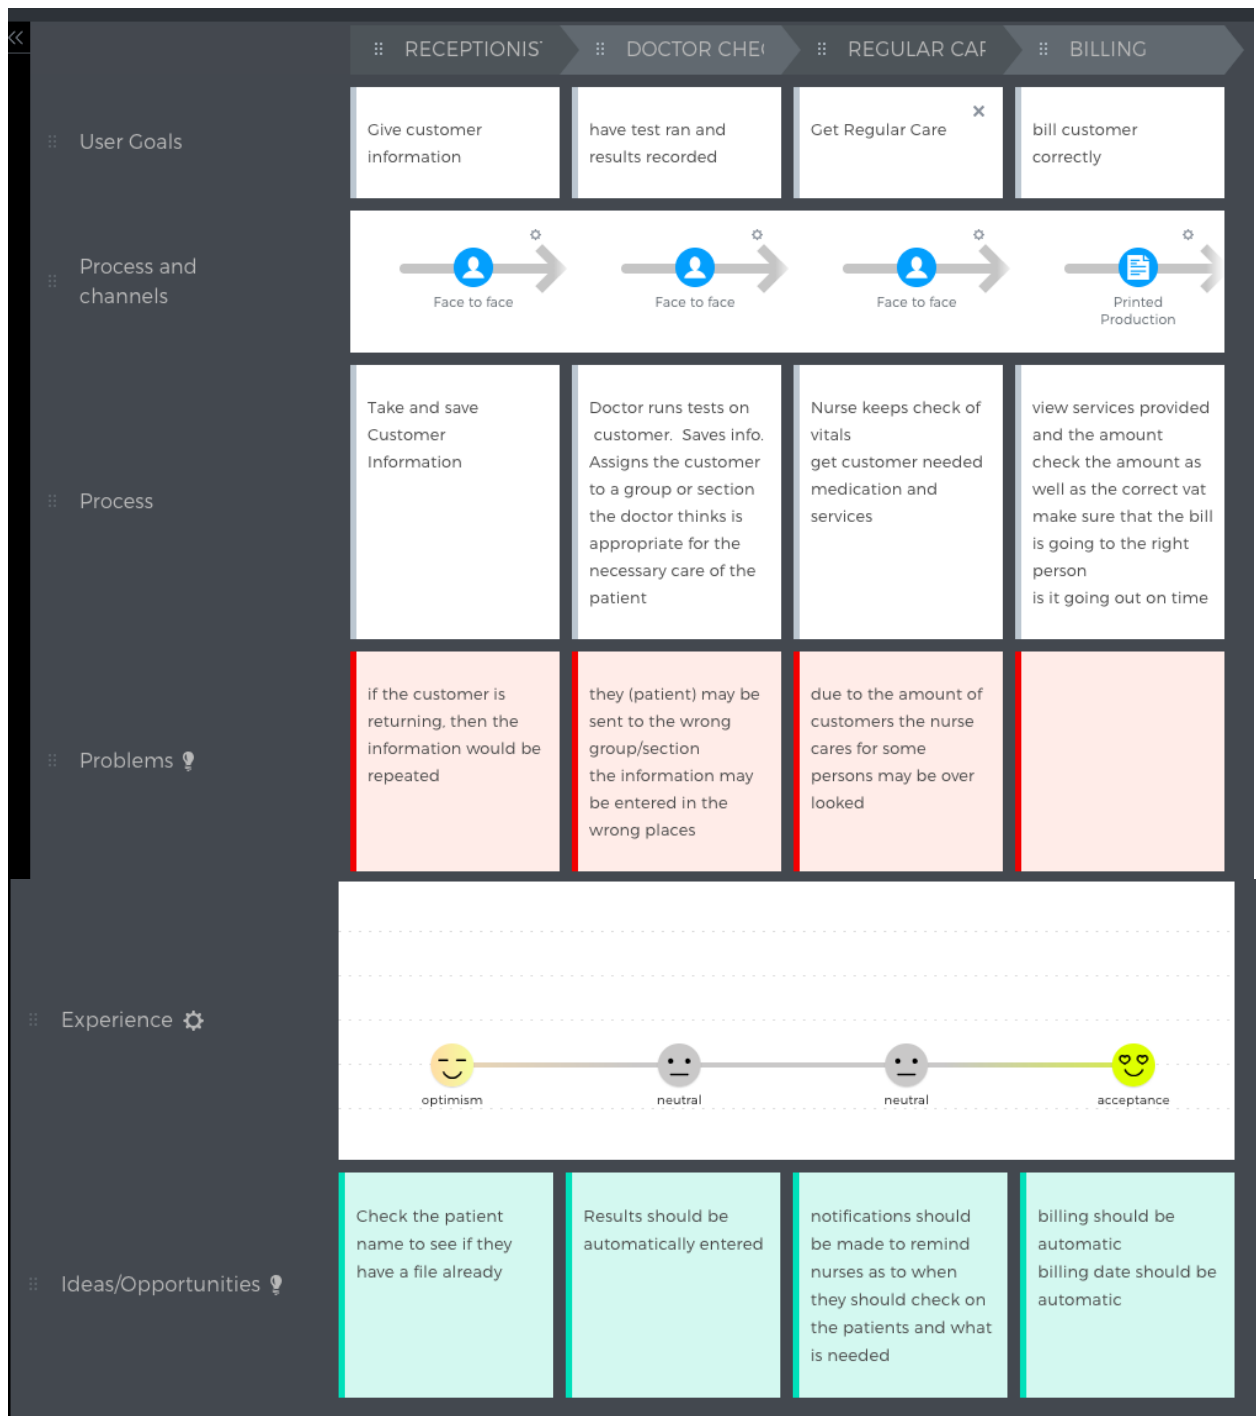 RECEPTIONIS
DOCTOR CHE
REGULAR CAR
BILLING
User Goals
Give customer
information
have test ran and
results recorded
Get Regular Care
bill customer
correctly
Process and
channels
Face to face
Face to face
Face to face
Printed
Production
Process
Take and save
Customer
Information
Doctor runs tests on
customer. Saves info.
Assigns the customer
to a group or section
the doctor thinks is
appropriate for the
necessary care of the
patient
Nurse keeps check of
vitals
get customer needed
medication and
services
view services provided
and the amount
check the amount as
well as the correct vat
make sure that the bill
is going to the right
person
is it going out on time
Problems
if the customer is
returning, then the
information would be
repeated
they (patient) may be
sent to the wrong
group/section
the information may
be entered in the
wrong places
due to the amount of
customers the nurse
cares for some
persons may be over
looked
Experience
optimism
neutral
neutral
acceptance
Ideas/Opportunities
Check the patient
name to see if they
have a file already
Results should be
automatically entered
notifications should
be made to remind
nurses as to when
they should check on
the patients and what
is needed
billing should be
automatic
billing date should be
automatic